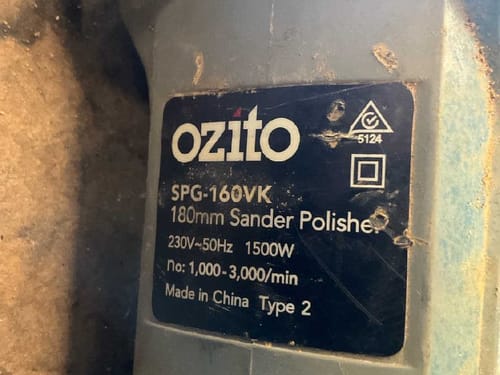 ozito
5124
SPG-160VK
180mm Sander Polisher
230V~50Hz 1500W
no: 1,000-3,000/min
Made in China Type 2